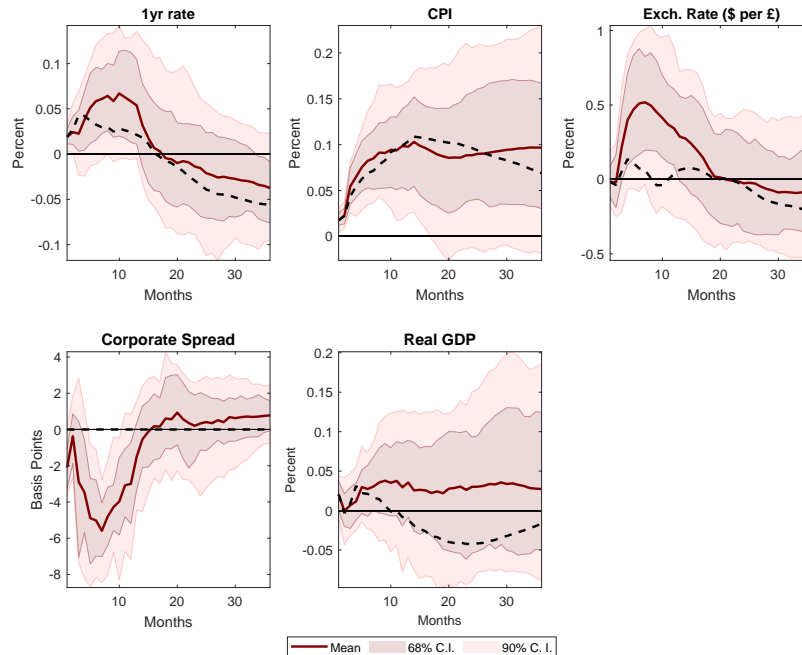 1yr rate
CPI
Exch. Rate ($ per £)
Percent
0.1
0.05
0
-0.05
-0.1
10
20
30
Months
Percent
0.2
0.15
0.1
0.05
0
10
20
30
Months
Percent
1
0.5
0
-0.5
10
20
30
Months
Corporate Spread
Real GDP
Basis Points
4
2
0
-2
-4
-6
-8
10
20
30
Months
Percent
0.2
0.15
0.1
0.05
0
-0.05
10
20
30
Months
Mean
68% C.I.
90% C. I.